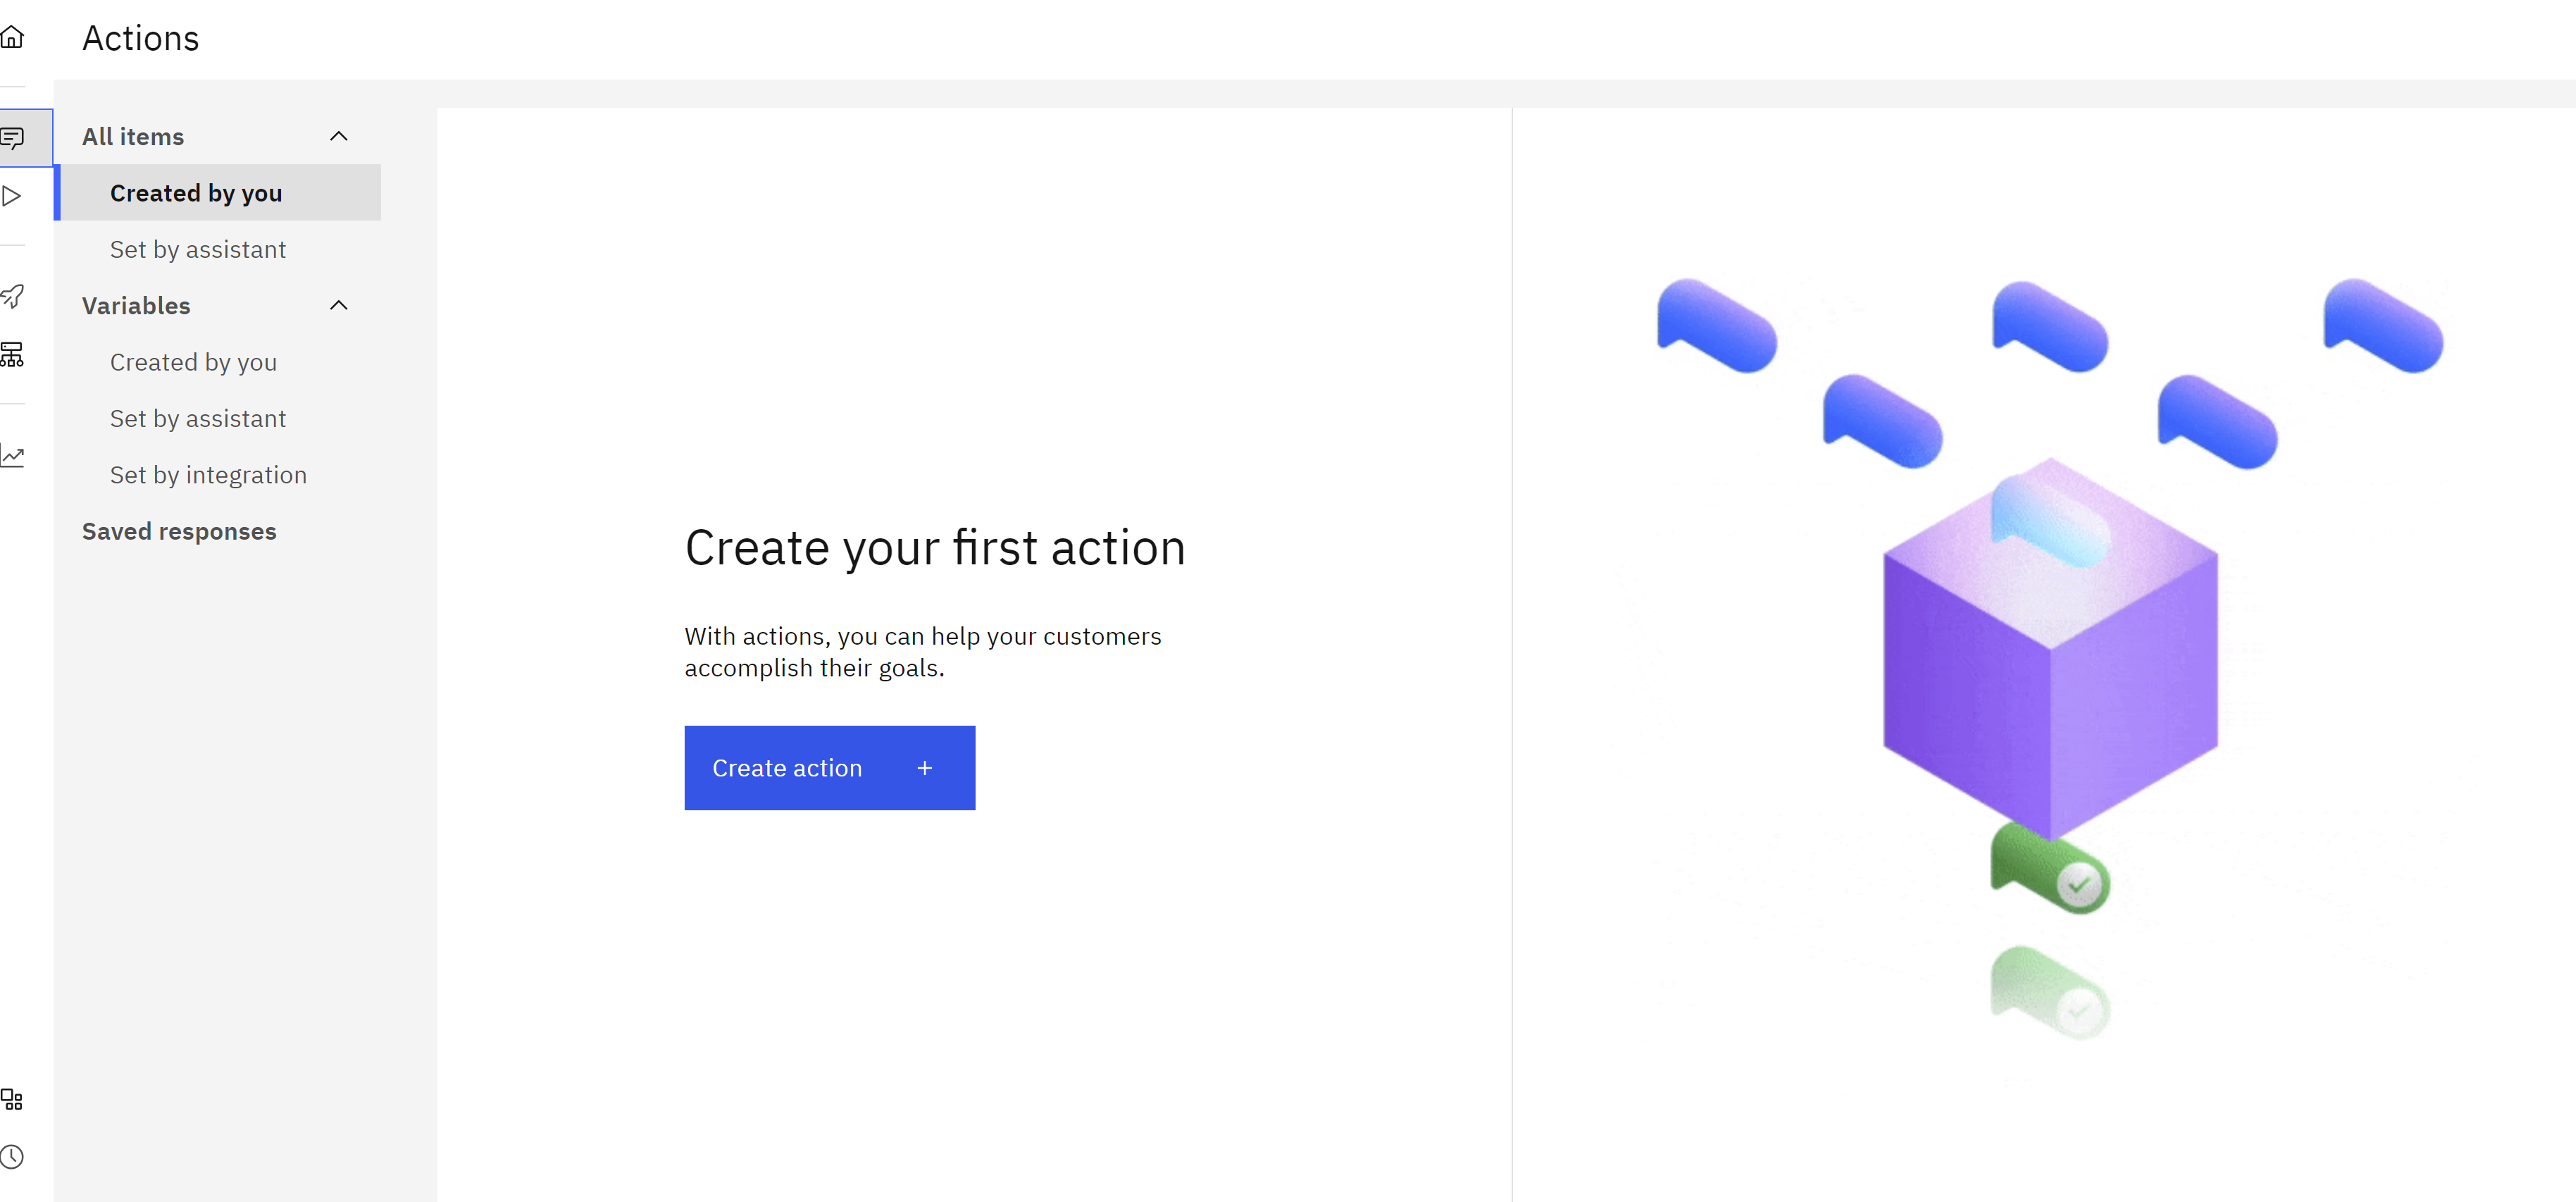 Actions
All items
Created by you
Set by assistant
Variables
Created by you
Set by assistant
Set by integration
Saved responses
Create your first action
With actions, you can help your customers
accomplish their goals.
Create action +